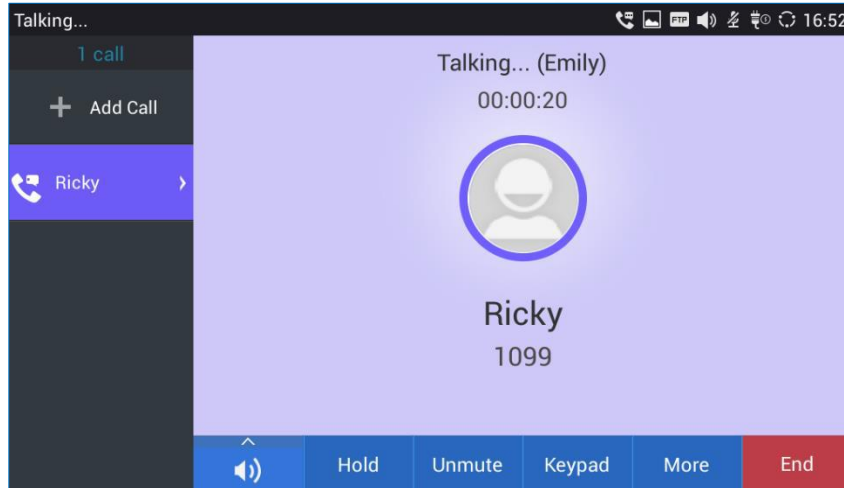 Talking...
FTP
16:52
1 call
Add Call
Ricky
Talking... (Emily)
00:00:20
Ricky
1099
Hold Unmute Keypad More End